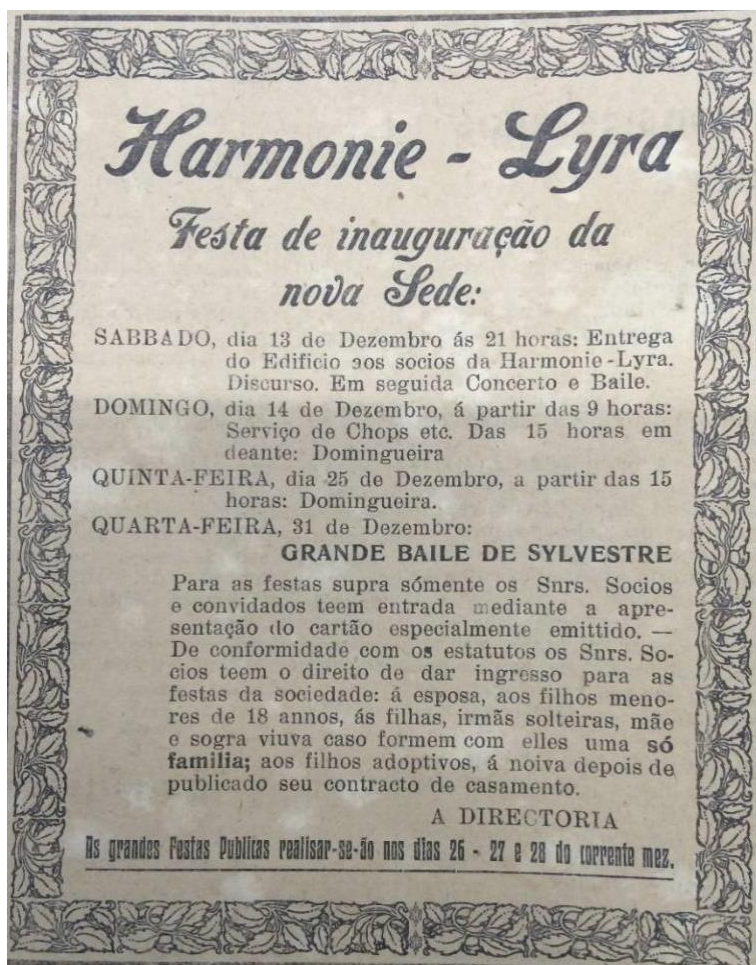 Harmonie - Lyra
Festa de inauguração da
nova Sede:
SABBADO, dia 13 de Dezembro ás 21 horas: Entrega
do Edificio aos socios da Harmonie-Lyra.
Discurso. Em seguida Concerto e Baile.
DOMINGO, dia 14 de Dezembro, á partir das 9 horas:
Serviço de Chops etc. Das 15 horas em
deante: Domingueira
QUINTA-FEIRA, dia 25 de Dezembro, a partir das 15
horas: Domingueira.
QUARTA-FEIRA, 31 de Dezembro:
GRANDE BAILE DE SYLVESTRE
Para as festas supra sómente os Snrs. Socios
e convidados teem entrada mediante a apre-
sentação do cartão especialmente emittido. —
De conformidade com os estatutos os Snrs. So-
cios teem o direito de dar ingresso para as
festas da sociedade: á esposa, aos filhos meno-
res de 18 annos, ás filhas, irmãs solteiras, mãe
e sogra viuva caso formem com elles uma só
familia; aos filhos adoptivos, á noiva depois de
publicado seu contracto de casamento.
A DIRECTORIA
As grandes Festas Publicas realisar-se-ão nos dias 26 - 27 e 28 do corrente mez.